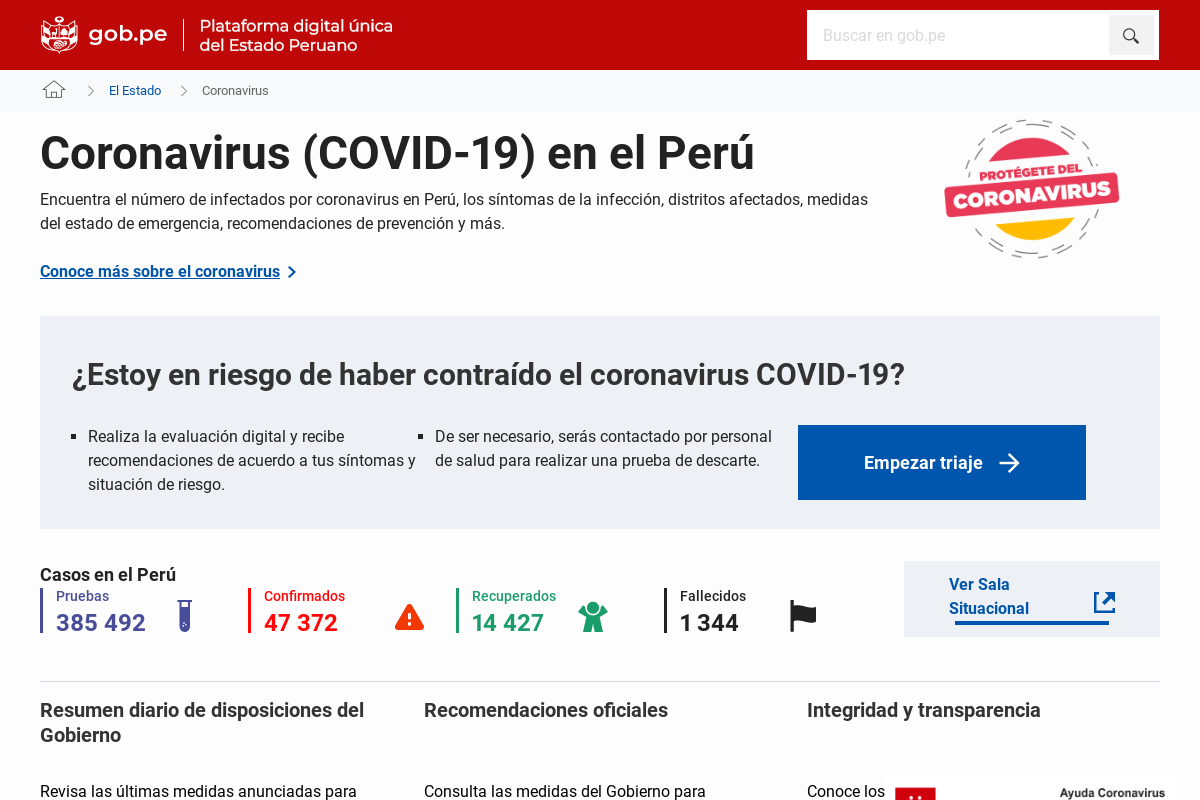 gob.pe
Plataforma digital única
del Estado Peruano
Buscar en gob.pe
El Estado
Coronavirus
Coronavirus (COVID-19) en el Perú
Encuentra el número de infectados por coronavirus en Perú, los síntomas de la infección, distritos afectados, medidas
del estado de emergencia, recomendaciones de prevención y más.
PROTÉGETE DEL
CORONAVIRUS
Conoce más sobre el coronavirus
¿Estoy en riesgo de haber contraído el coronavirus COVID-19?
Realiza la evaluación digital y recibe
recomendaciones de acuerdo a tus síntomas y
situación de riesgo.
De ser necesario, serás contactado por personal
de salud para realizar una prueba de descarte.
Empezar triaje
Casos en el Perú
Pruebas
385 492
Confirmados
47 372
Recuperados
14 427
Fallecidos
1 344
Ver Sala
Situacional
Resumen diario de disposiciones del
Gobierno
Recomendaciones oficiales
Integridad y transparencia
Revisa las últimas medidas anunciadas para
Consulta las medidas del Gobierno para
Conoce los
Ayuda Coronavirus